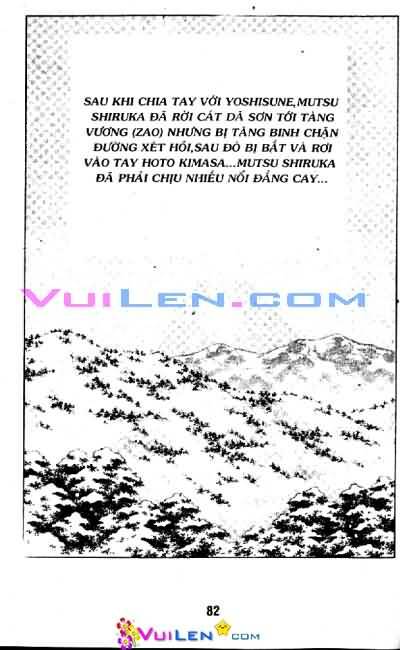 SAU KHI CHIA TAY VỚI YOSHISUNE,MUTSU
SHIRUKA ĐÃ RỜI CÁT DÃ SƠN TỚI TÀNG
VƯƠNG (ZAO) NHƯNG BỊ TÀNG BINH CHẶN
ĐƯỜNG XÉT HỎI,SAU ĐÓ BỊ BẮT VÀ RƠI
VÀO TAY HOTO KIMASA...MUTSU SHIRUKA
ĐÃ PHẢI CHỊU NHIỀU NỔI ĐẮNG CAY...
VUILEN.COM
82
VUILEN.COM